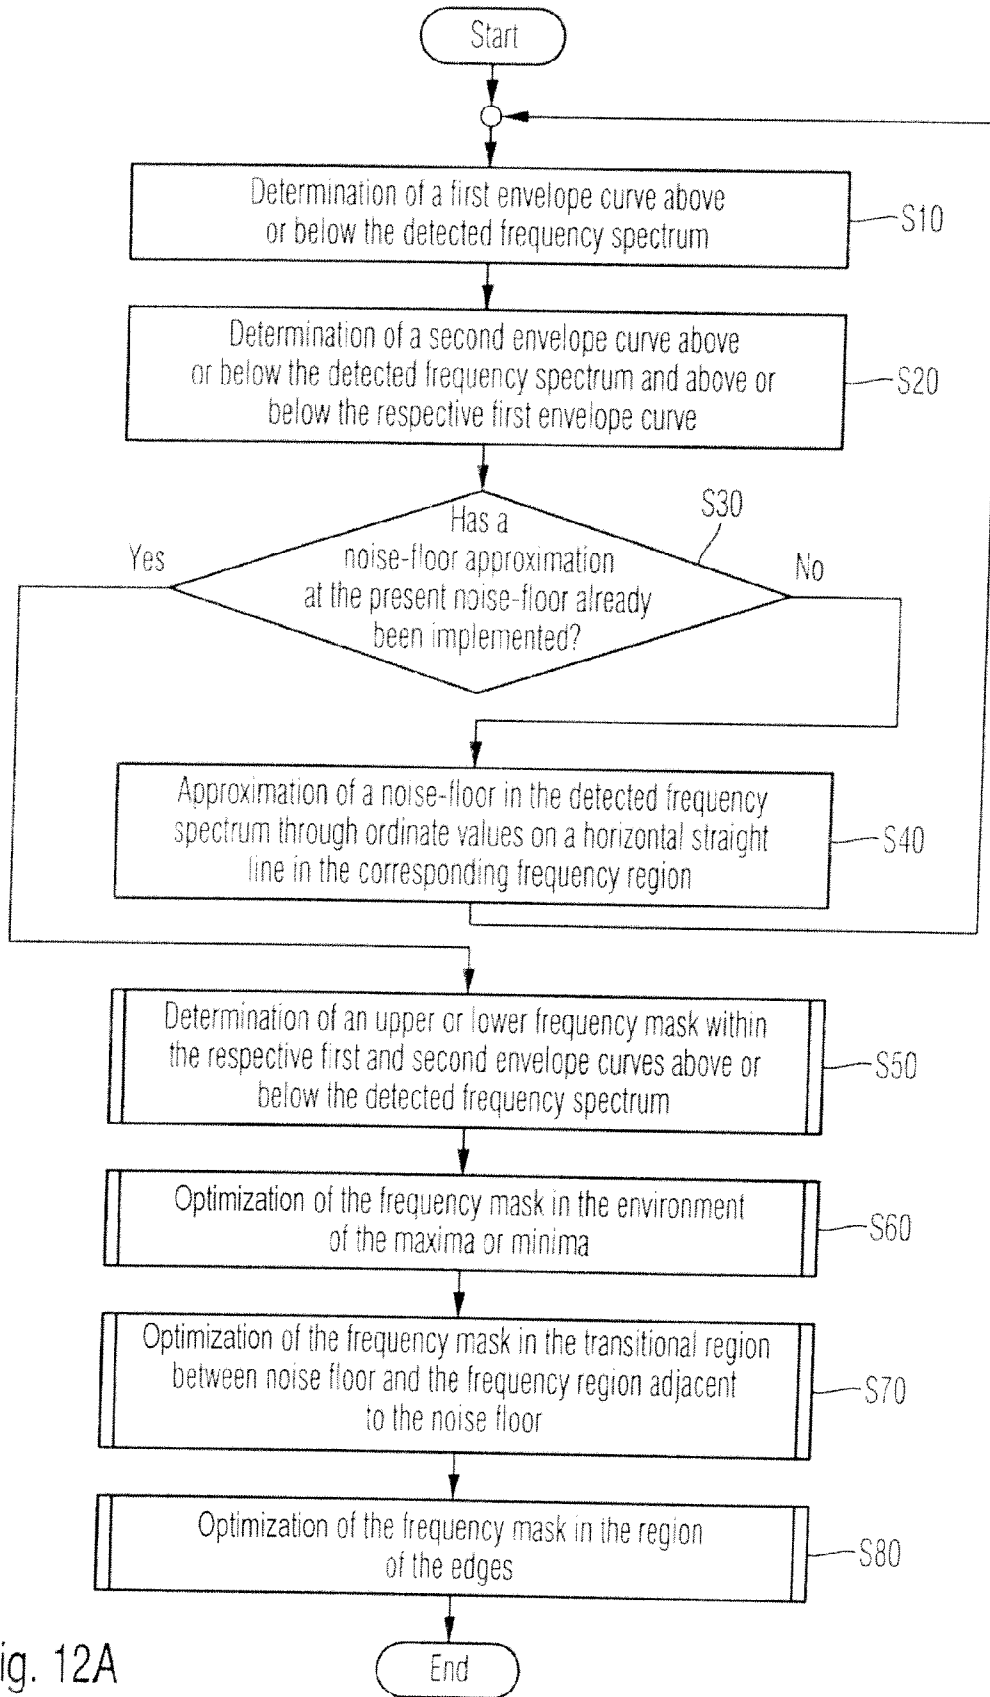 Start
Determination of a first envelope curve above
or below the detected frequency spectrum
S10
Determination of a second envelope curve above
or below the detected frequency spectrum and above or
below the respective first envelope curve
S20
S30
Has a
noise-floor approximation
at the present noise-floor already
been implemented?
Yes
No
Approximation of a noise-floor in the detected frequency
spectrum through ordinate values on a horizontal straight
line in the corresponding frequency region
S40
Determination of an upper or lower frequency mask within
the respective first and second envelope curves above or
below the detected frequency spectrum
S50
Optimization of the frequency mask in the environment
of the maxima or minima
S60
Optimization of the frequency mask in the transitional region
between noise floor and the frequency region adjacent
to the noise floor
S70
Optimization of the frequency mask in the region
of the edges
S80
End
ig. 12A